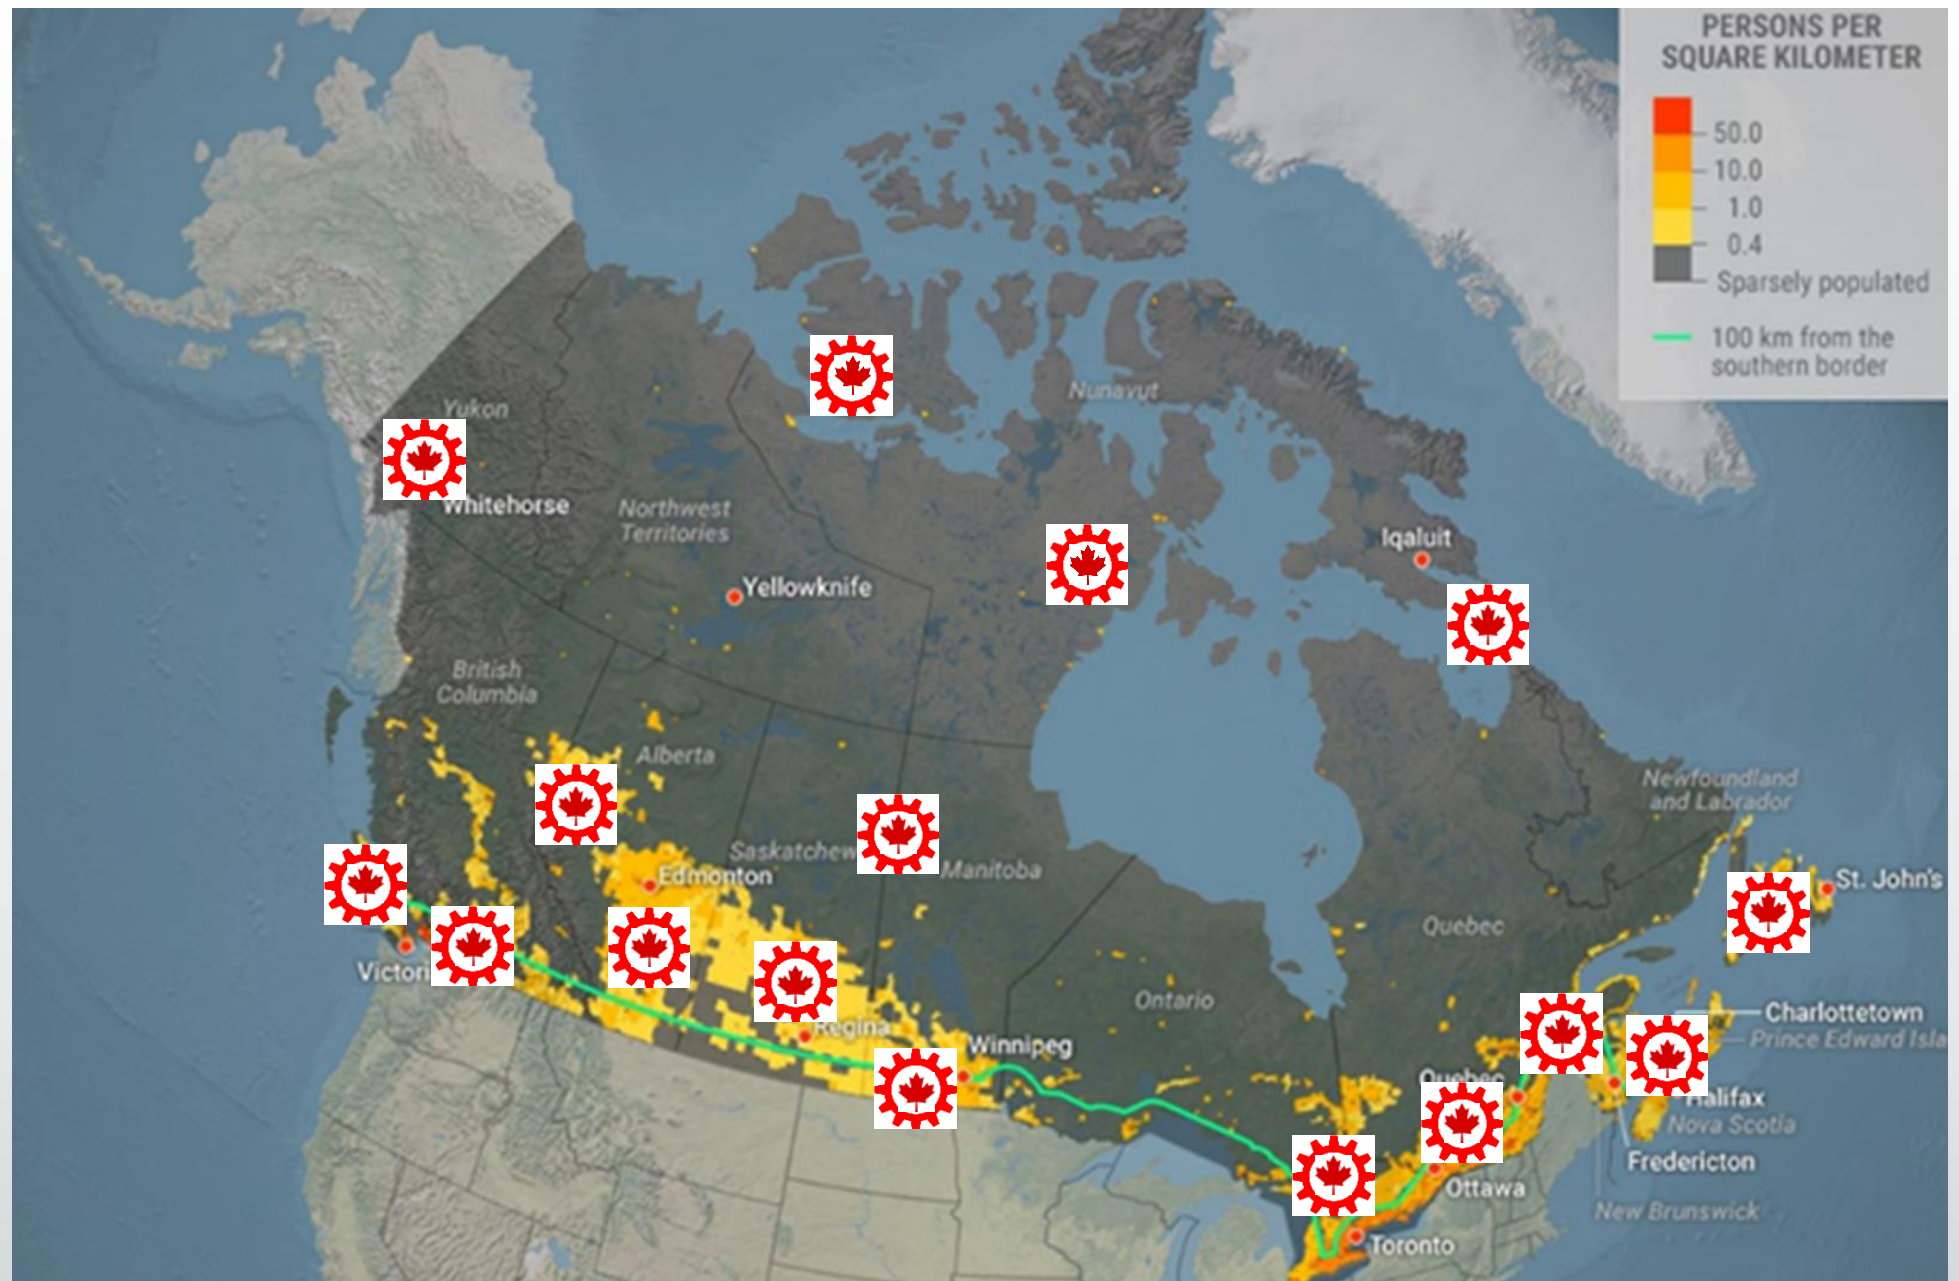 PERSONS PER
SQUARE KILOMETER
50.0
10.0
1.0
0.4
Sparsely populated
100 km from the
southern border
Yukon
Whitehorse
Northwest
Territories
Nunavut
Yellowknife
Iqaluit
British
Columbia
Alberta
Edmonton
Saskatchew
Manitoba
Newfoundland
and Labrador
St. John's
Quebec
Victori
Regina
Winnipeg
Ontario
Charlottetown
Prince Edward Isla
Quebec
Halifax
Nova Scotia
Fredericton
Ottawa
New Brunswick
Toronto